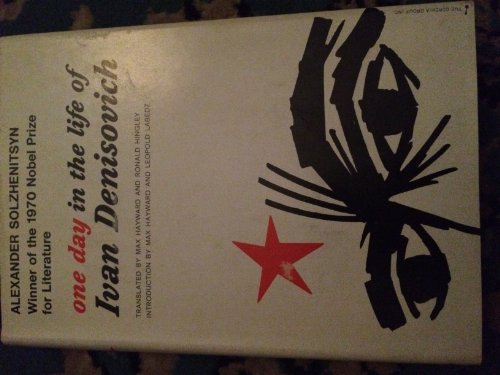 ALEXANDER SOLZHENITSYN
Winner of the 1970 Nobel Prize
for Literature
one day in the life of
Ivan Denisovich
TRANSLATED BY MAX HAYWARD AND RONALD HINGLEY
INTRODUCTION BY MAX HAYWARD AND LEOPOLD LABEDZ